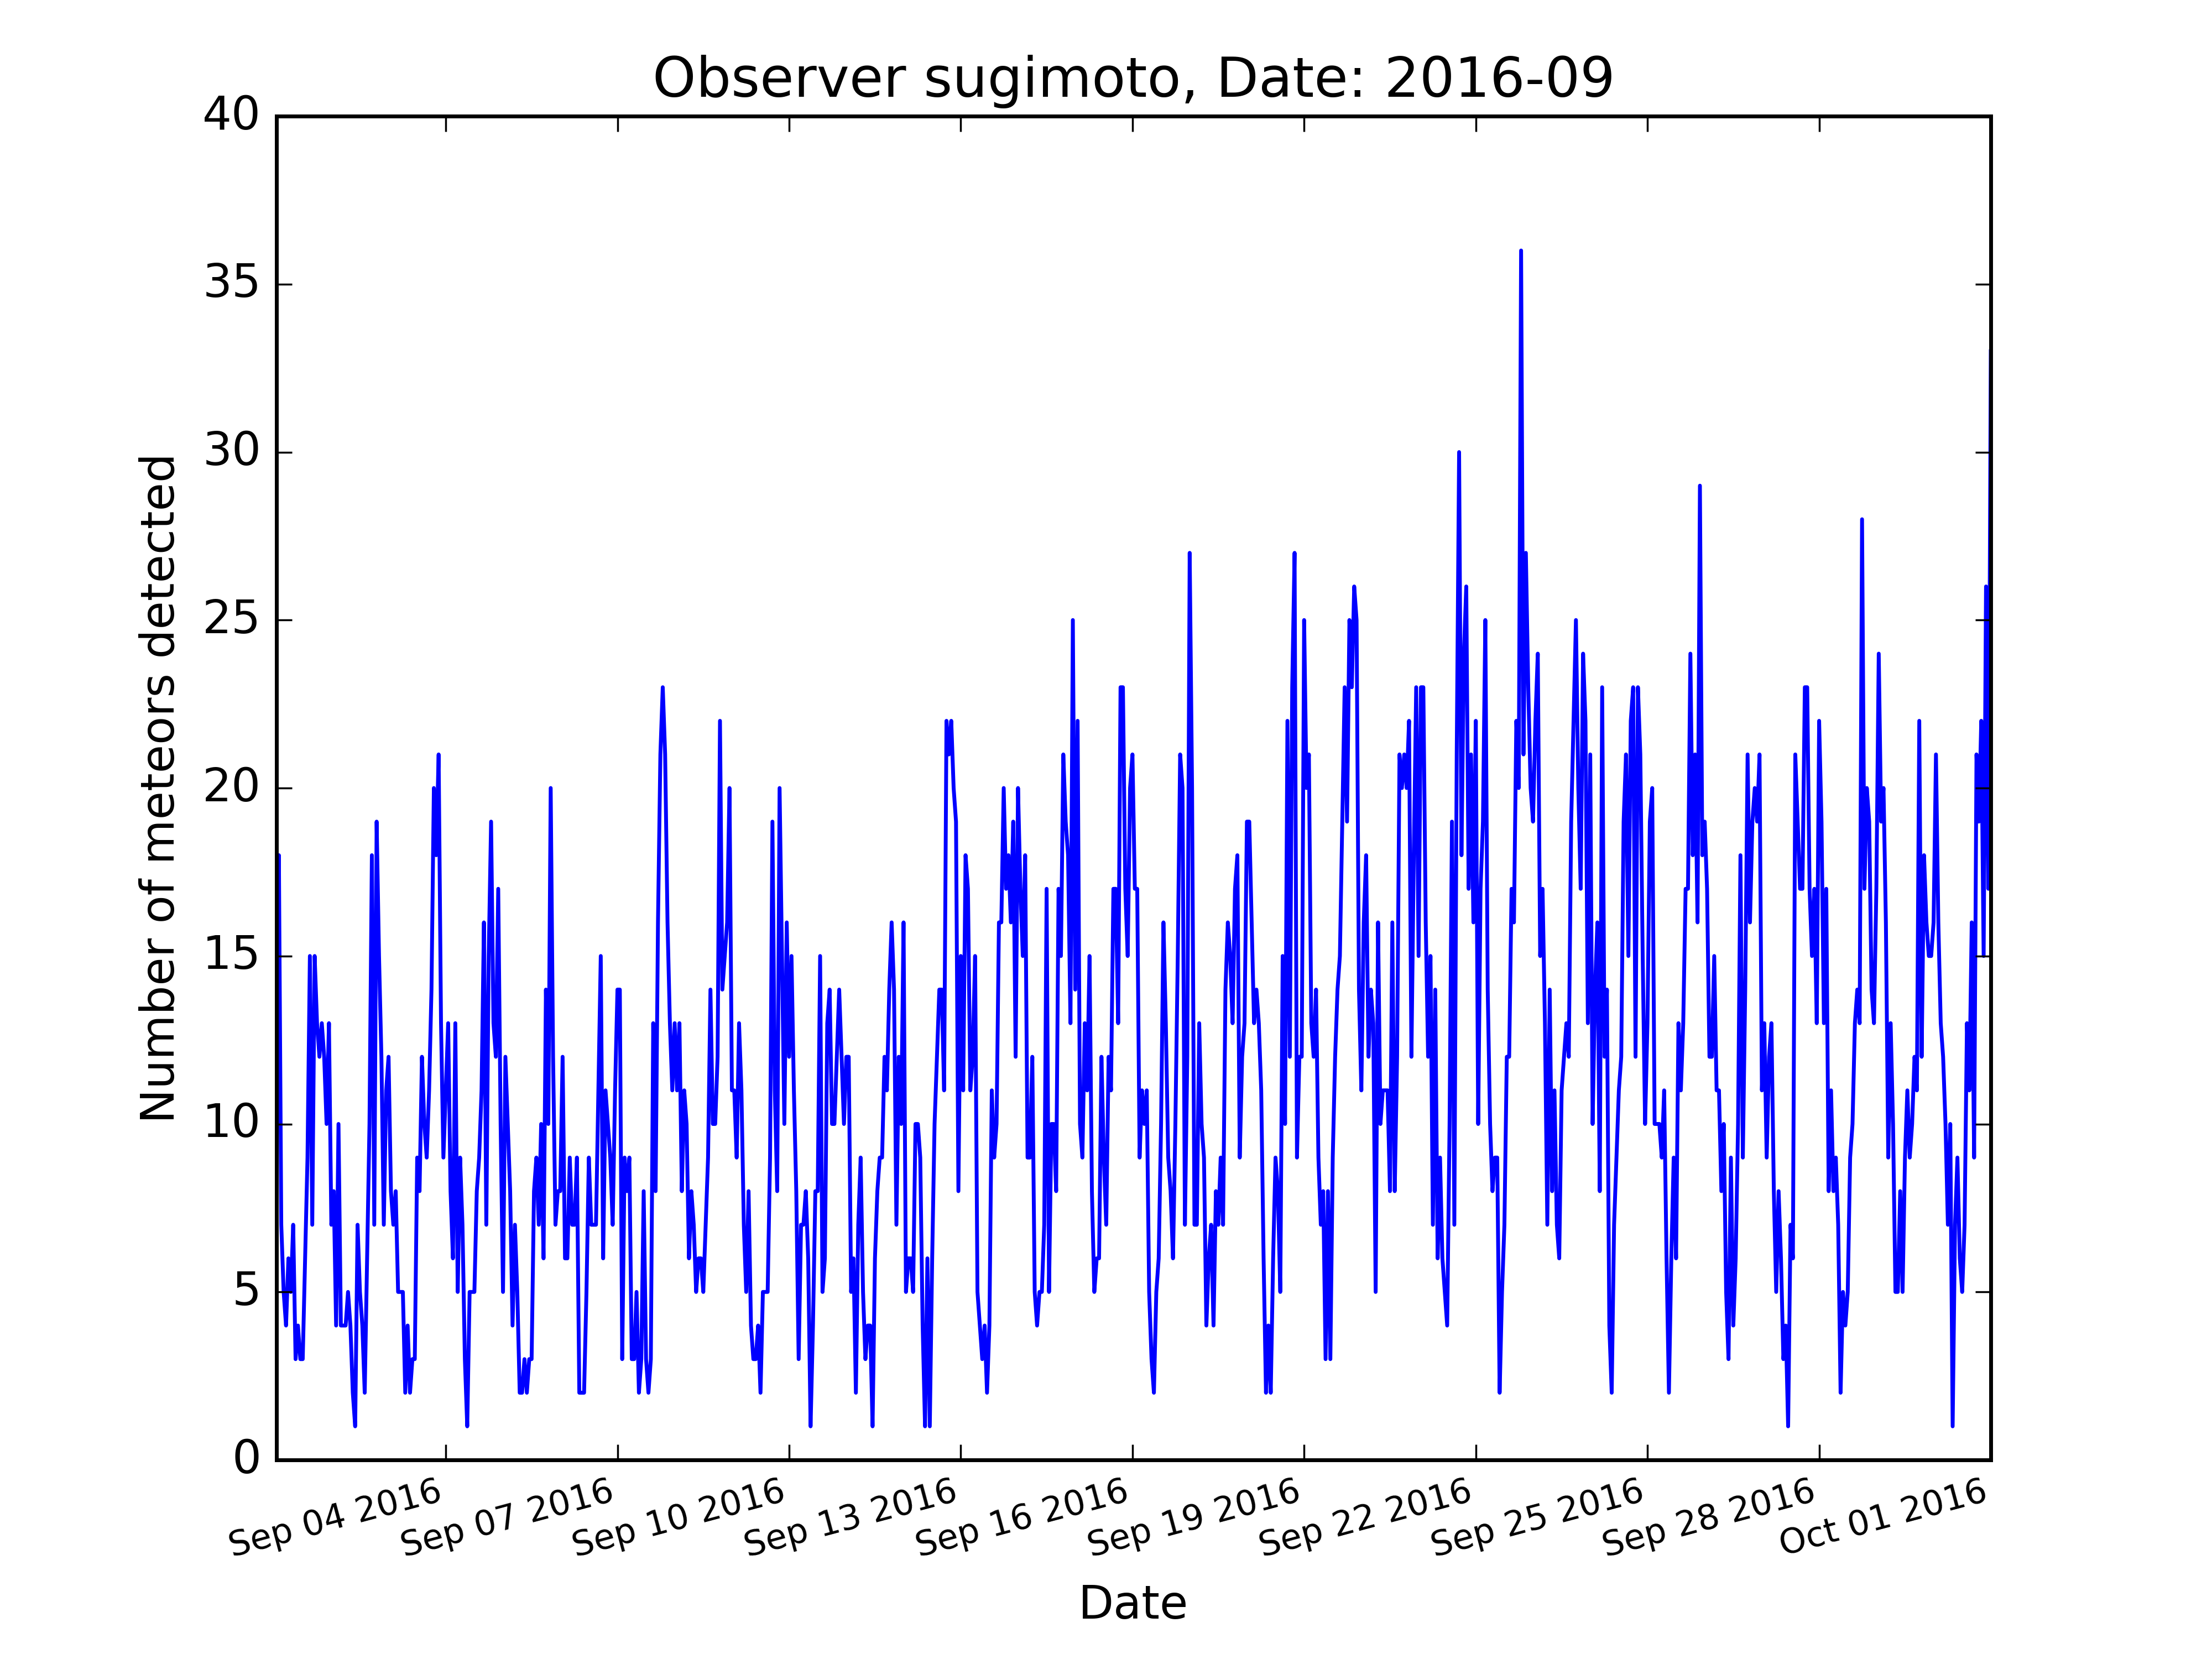 Observer sugimoto, Date: 2016-09
40
35
30
25
20
15
10
5
0
Number of meteors detected
Sep 04 2016
Sep 07 2016
Sep 10 2016
Sep 13 2016
Sep 16 2016
Sep 19 2016
Sep 22 2016
Sep 25 2016
Sep 28 2016
Oct 01 2016
Date